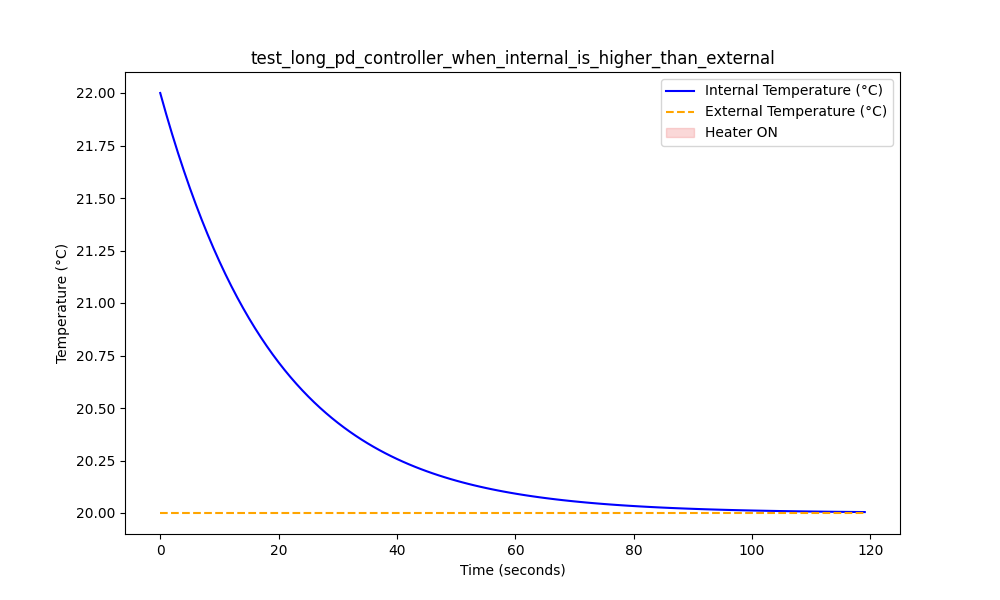 test_long_pd_controller_when_internal_is_higher_than_external
Internal Temperature (°C)
External Temperature (°C)
Heater ON
Temperature (°C)
22.00
21.75
21.50
21.25
21.00
20.75
20.50
20.25
20.00
0 20 40 60 80 100 120
Time (seconds)